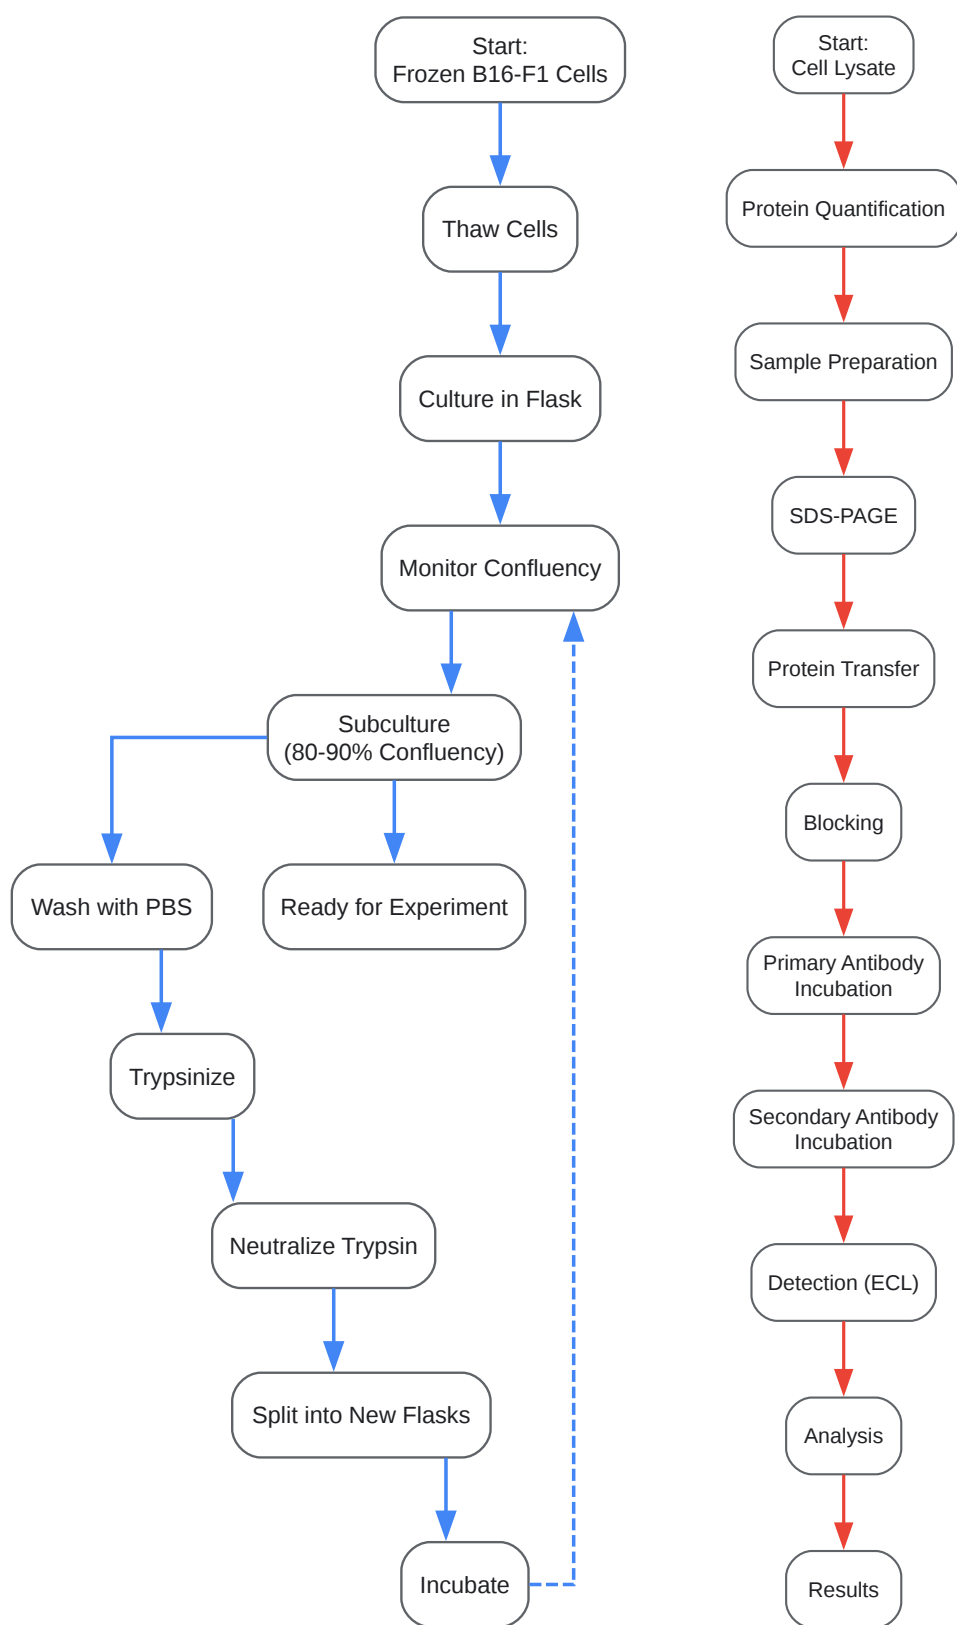 Start:
Frozen B16-F1 Cells
Thaw Cells
Culture in Flask
Monitor Confluency
Subculture
(80-90% Confluency)
Wash with PBS
Ready for Experiment
Trypsinize
Neutralize Trypsin
Split into New Flasks
Incubate
Start:
Cell Lysate
Protein Quantification
Sample Preparation
SDS-PAGE
Protein Transfer
Blocking
Primary Antibody
Incubation
Secondary Antibody
Incubation
Detection (ECL)
Analysis
Results